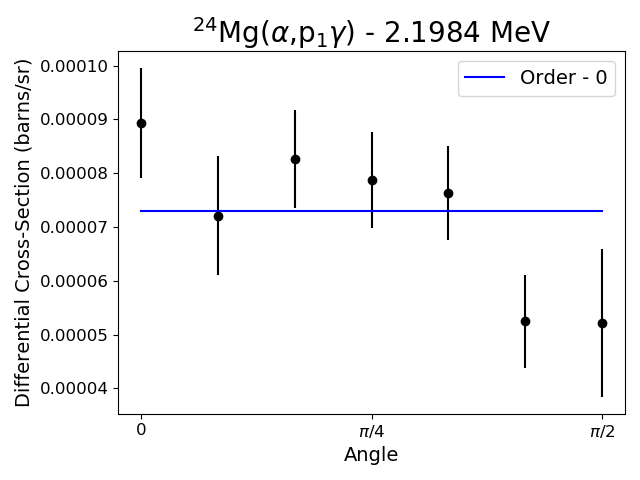 ²⁴Mg(α,p₁γ) - 2.1984 MeV
Order - 0
Differential Cross-Section (barns/sr)
0.00010
0.00009
0.00008
0.00007
0.00006
0.00005
0.00004
0 π/4 π/2
Angle